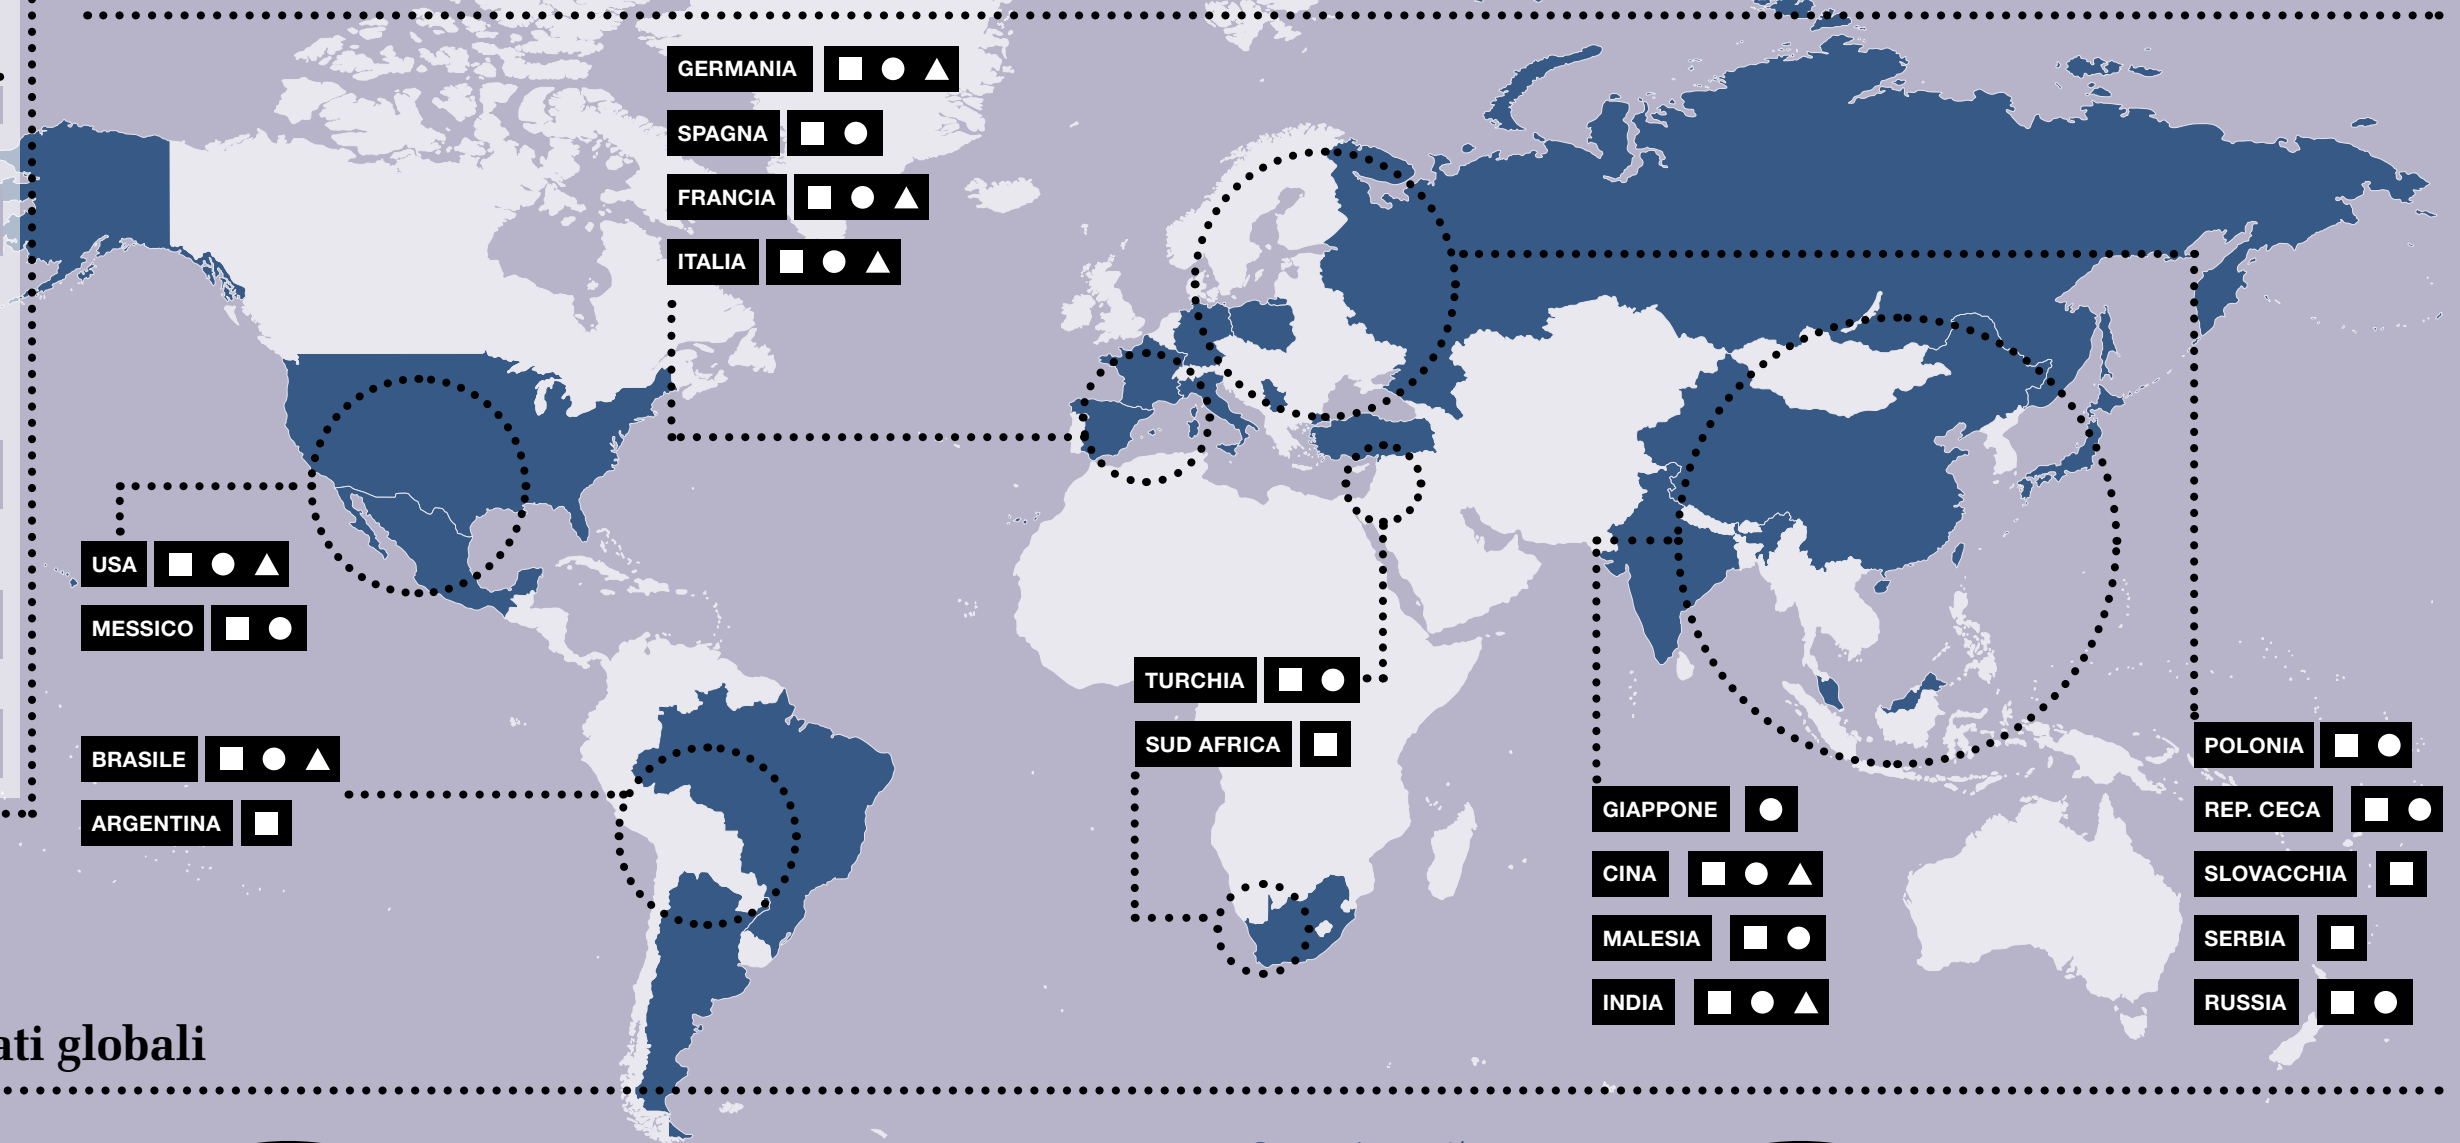 GERMANIA
SPAGNA
FRANCIA
ITALIA
USA
MESSICO
BRASILE
ARGENTINA
TURCHIA
SUD AFRICA
GIAPPONE
CINA
MALESIA
INDIA
POLONIA
REP. CECA
SLOVACCHIA
SERBIA
RUSSIA
globali